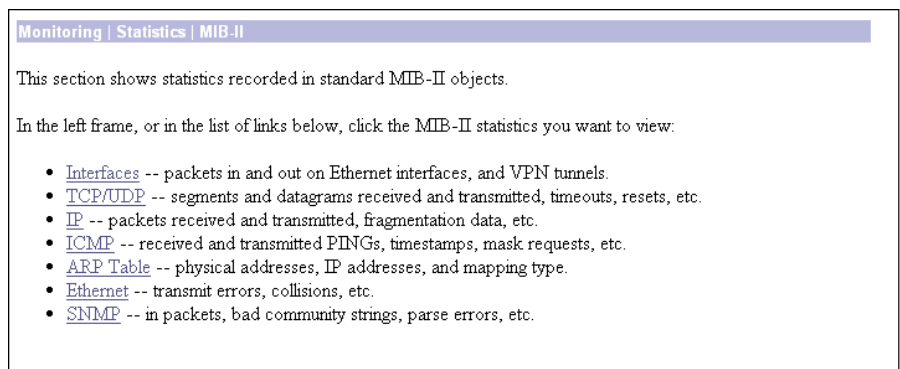 Monitoring | Statistics | MIB-II
This section shows statistics recorded in standard MIB-II objects.
In the left frame, or in the list of links below, click the MIB-II statistics you want to view:
• Interfaces -- packets in and out on Ethernet interfaces, and VPN tunnels.
• TCP/UDP -- segments and datagrams received and transmitted, timeouts, resets, etc.
• IP -- packets received and transmitted, fragmentation data, etc.
• ICMP -- received and transmitted PINGs, timestamps, mask requests, etc.
• ARP Table -- physical addresses, IP addresses, and mapping type.
• Ethernet -- transmit errors, collisions, etc.
• SNMP -- in packets, bad community strings, parse errors, etc.